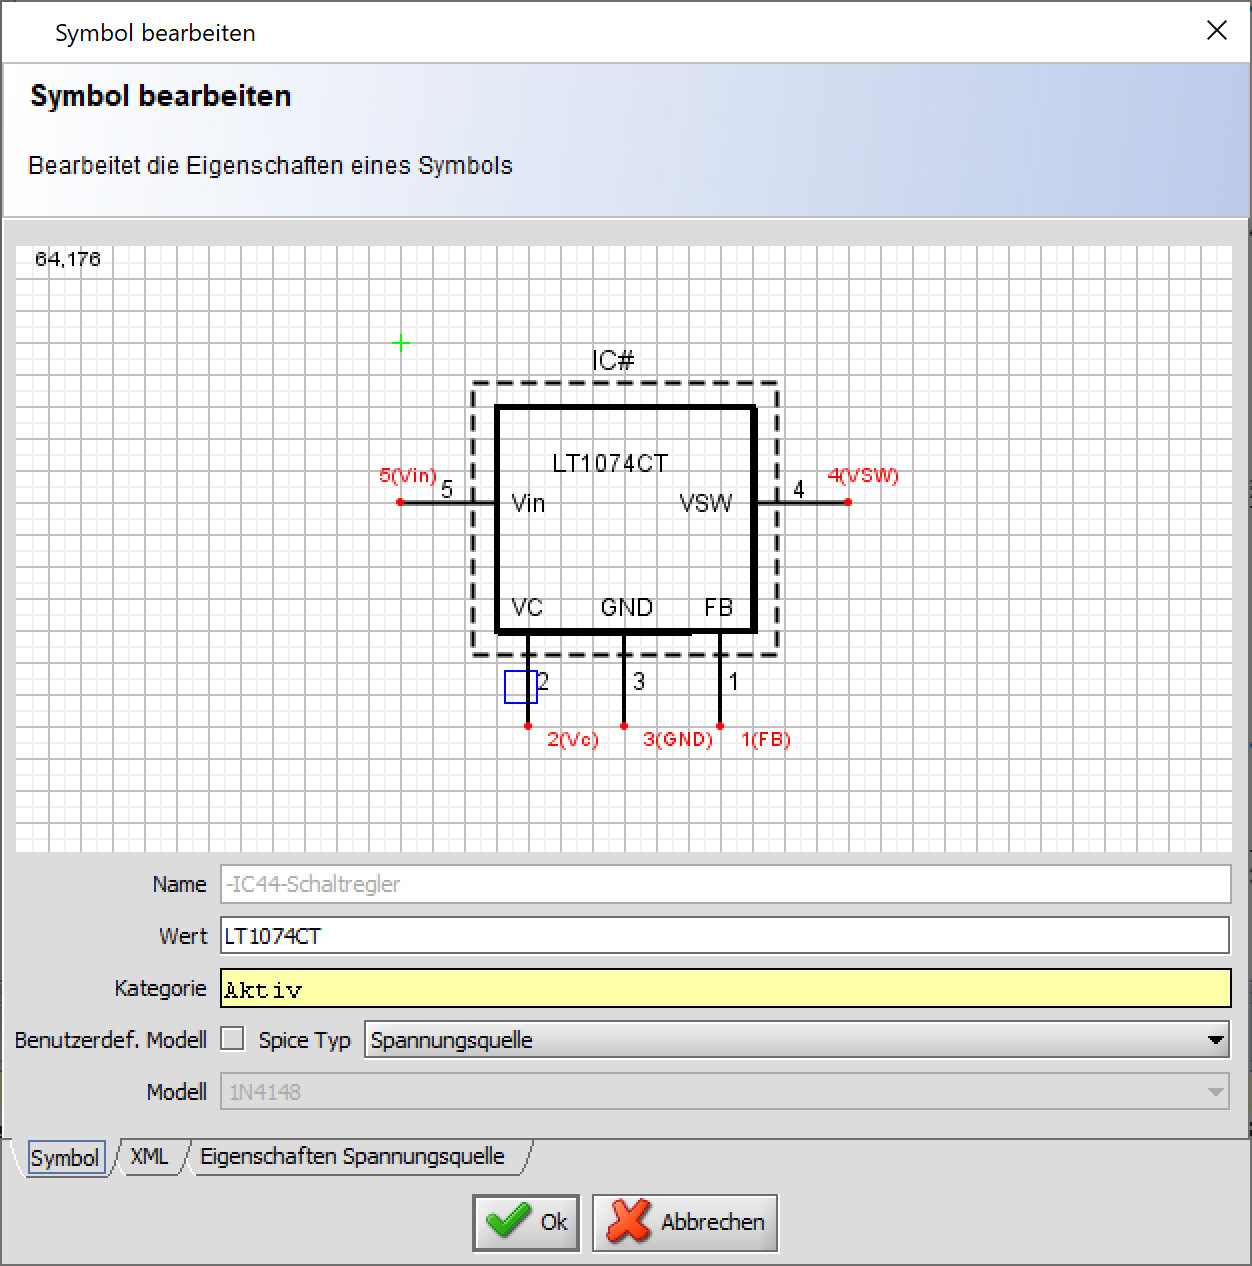 Symbol bearbeiten
Symbol bearbeiten
Bearbeitet die Eigenschaften eines Symbols
64,176
IC#
LT1074CT
5(Vin) 5 Vin VSW 4 4(VSW)
VC GND FB
2 3 1
2(Vc) 3(GND) 1(FB)
Name -IC44-Schaltregler
Wert LT1074CT
Kategorie Aktiv
Benutzerdef. Modell Spice Typ Spannungsquelle
Modell 1N4148
Symbol XML Eigenschaften Spannungsquelle
Ok Abbrechen